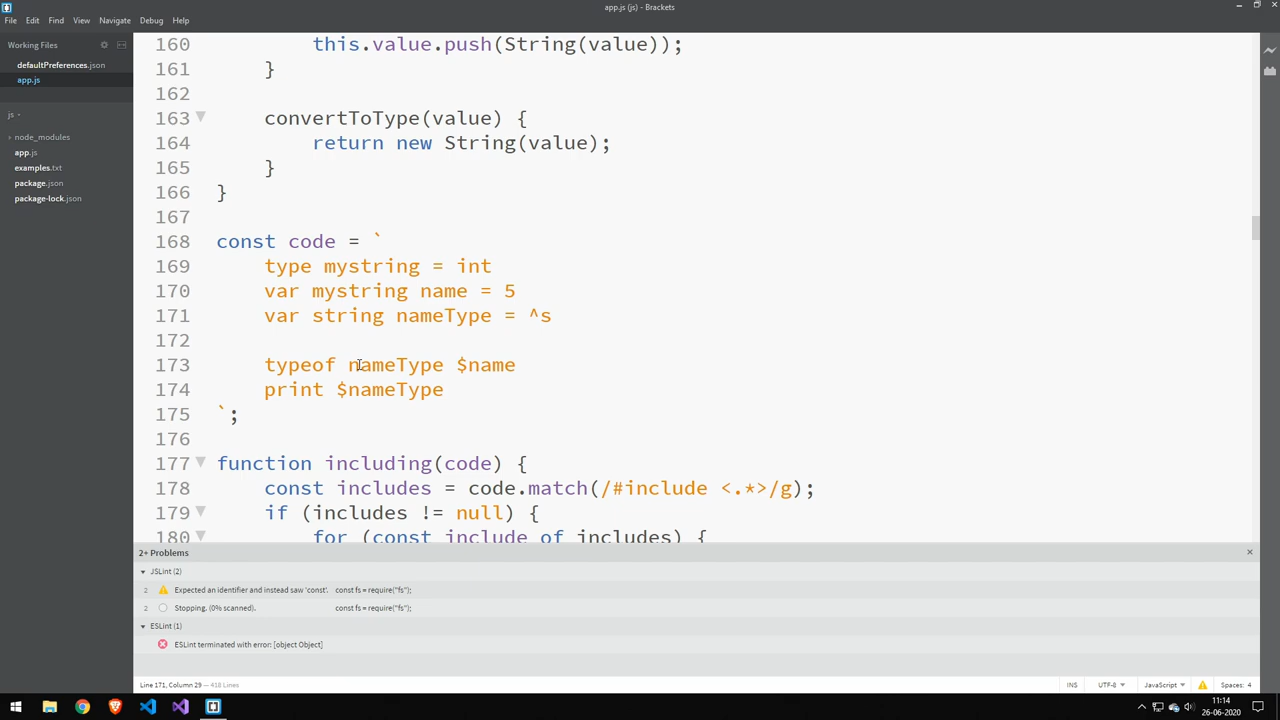 app.js (js) - Brackets
File Edit Find View Navigate Debug Help
Working Files
defaultPreferences.json
app.js
js
node_modules
app.js
examples.txt
package.json
package-lock.json
160 this.value.push(String(value));
161 }
162
163 convertToType(value) {
164 return new String(value);
165 }
166 }
167
168 const code = `
169 type mystring = int
170 var mystring name = 5
171 var string nameType = ^s
172
173 typeof nameType $name
174 print $nameType
175 `;
176
177 function including(code) {
178 const includes = code.match(/#include <.*>/g);
179 if (includes != null) {
180 for (const include of includes) {
2+ Problems
JSLint (2)
2 Expected an identifier and instead saw 'const'. const fs = require("fs");
2 Stopping. (0% scanned). const fs = require("fs");
ESLint (1)
ESLint terminated with error: [object Object]
Line 171, Column 29 — 418 Lines
INS UTF-8 JavaScript Spaces: 4
11:14
26-06-2020